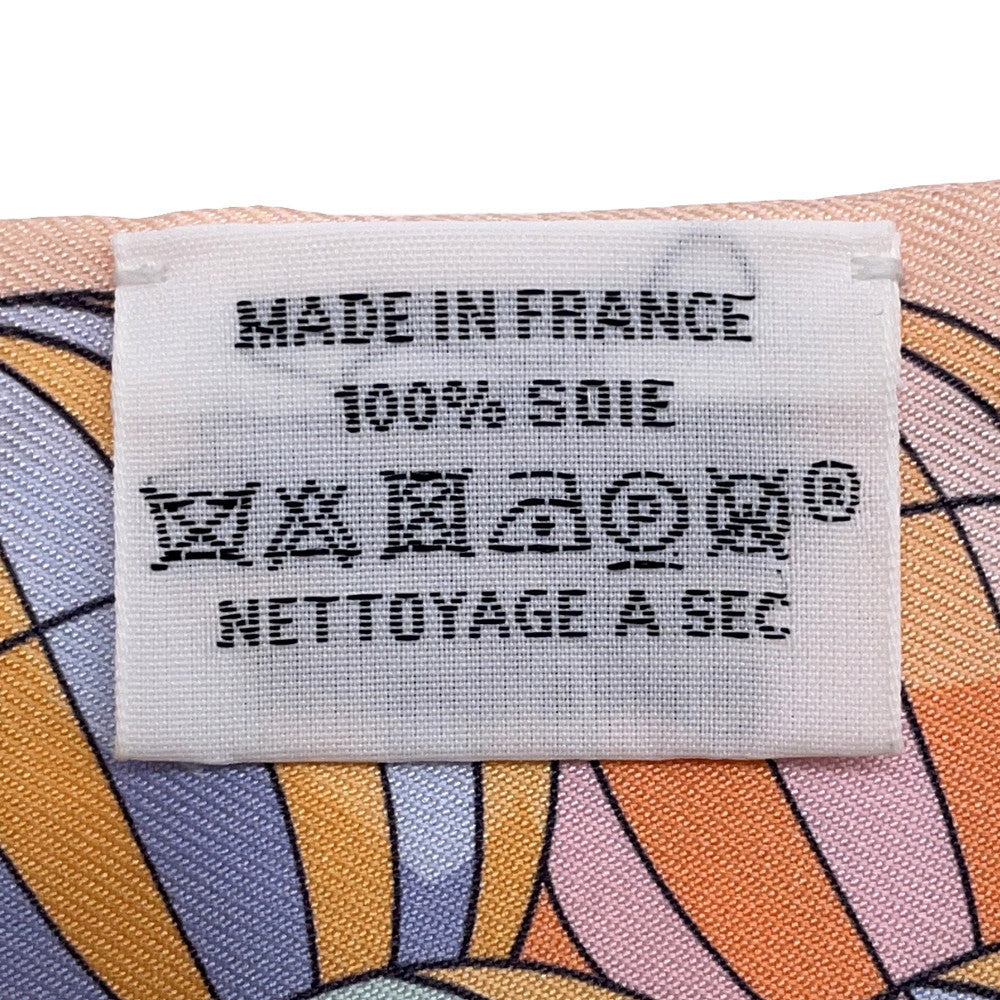 MADE IN FRANCE
100% SOIE
P W ®
NETTOYAGE A SEC